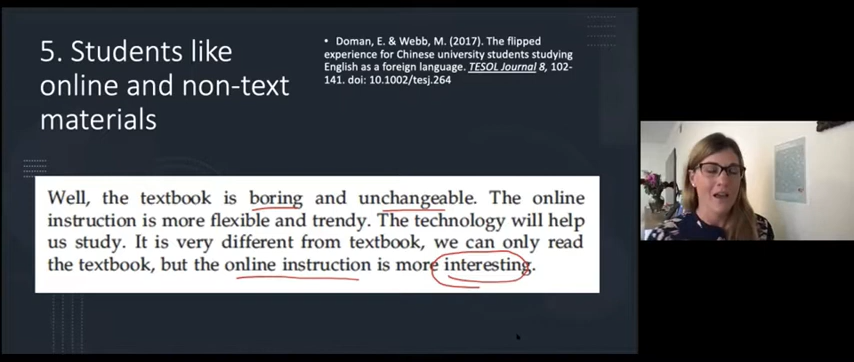 5. Students like
online and non-text
materials
• Doman, E. & Webb, M. (2017). The flipped
experience for Chinese university students studying
English as a foreign language. TESOL Journal 8, 102-
141. doi: 10.1002/tesj.264
Well, the textbook is boring and unchangeable. The online
instruction is more flexible and trendy. The technology will help
us study. It is very different from textbook, we can only read
the textbook, but the online instruction is more interesting.